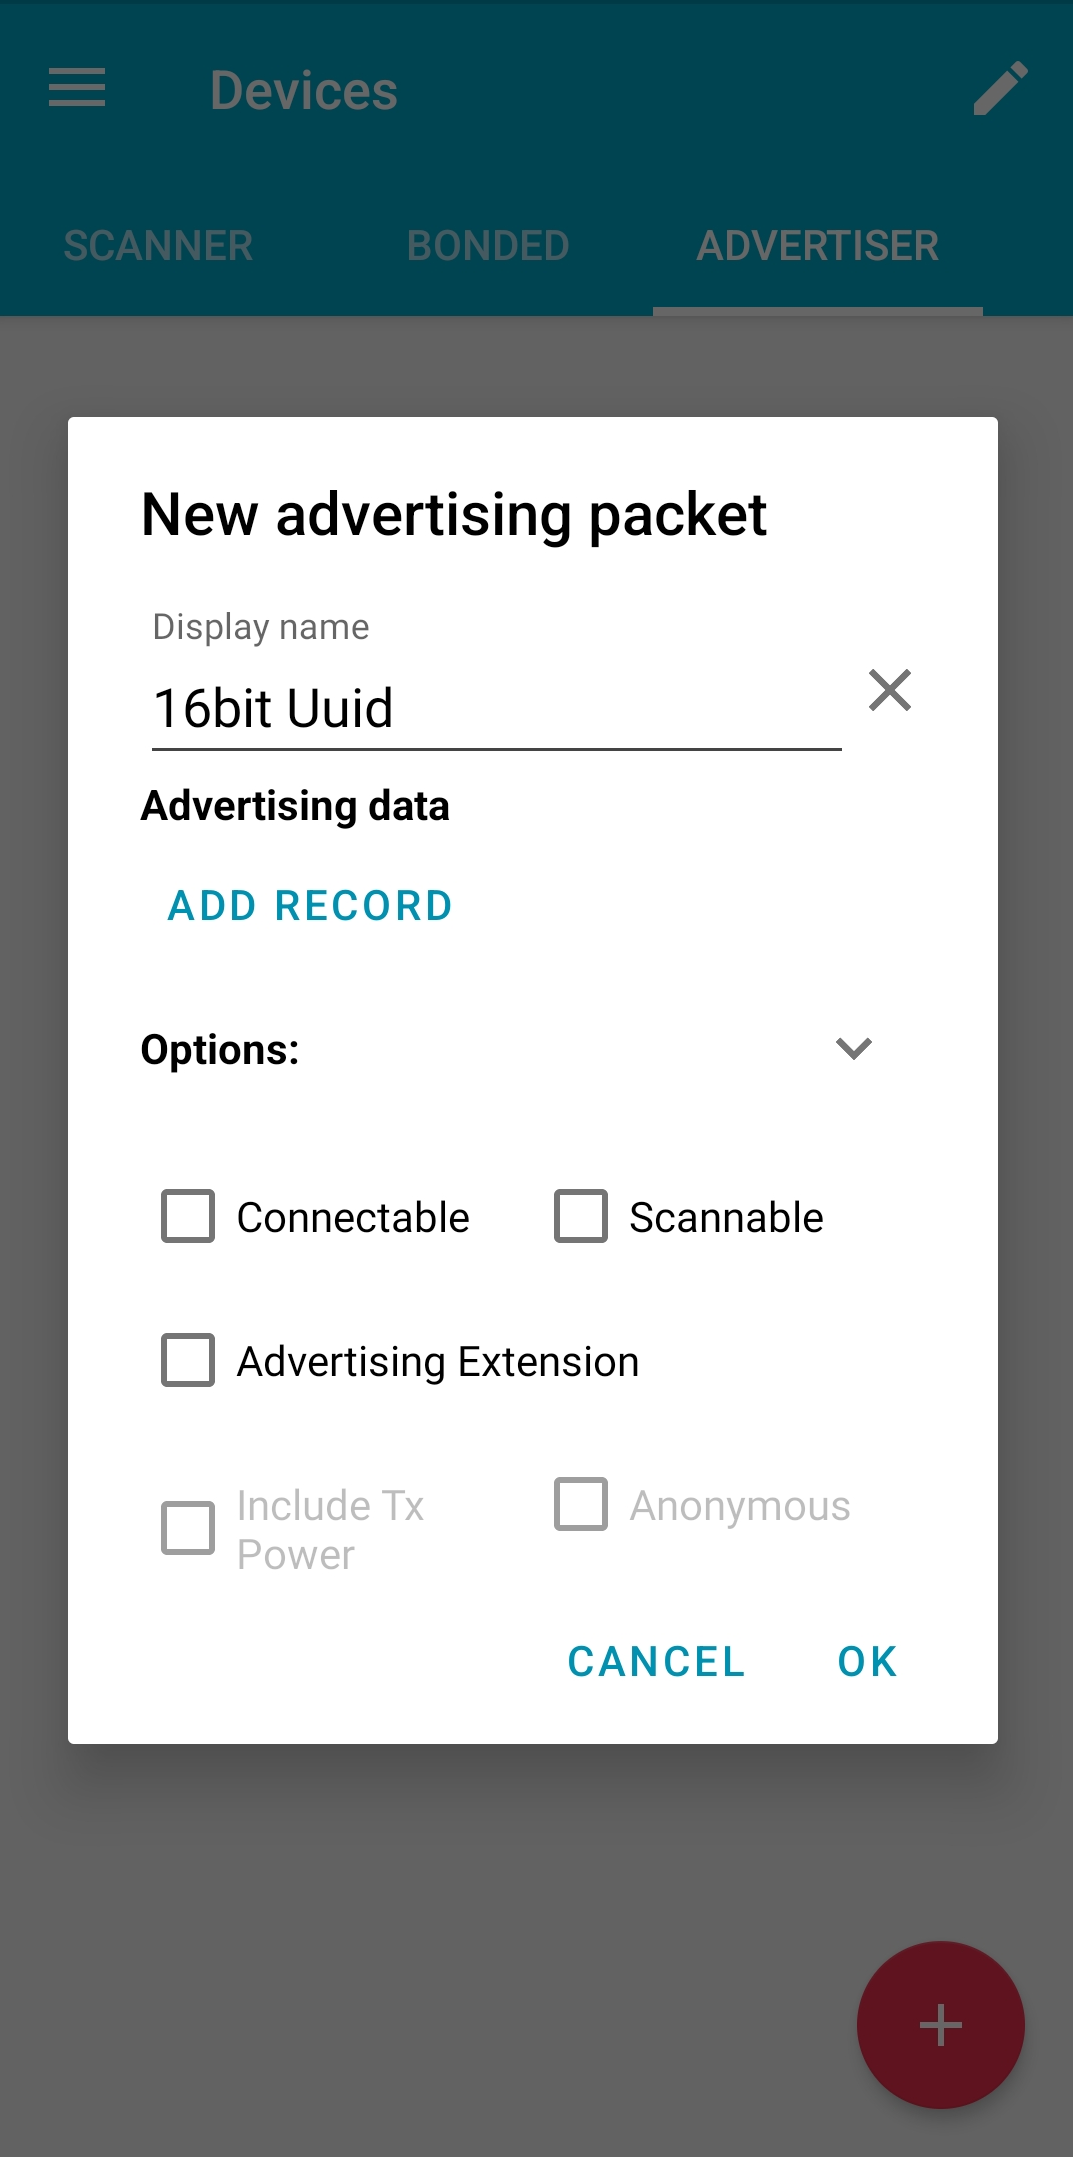 Devices
SCANNER BONDED ADVERTISER
New advertising packet
Display name
16bit Uuid
Advertising data
ADD RECORD
Options:
Connectable Scannable
Advertising Extension
Include Tx Power Anonymous
CANCEL OK